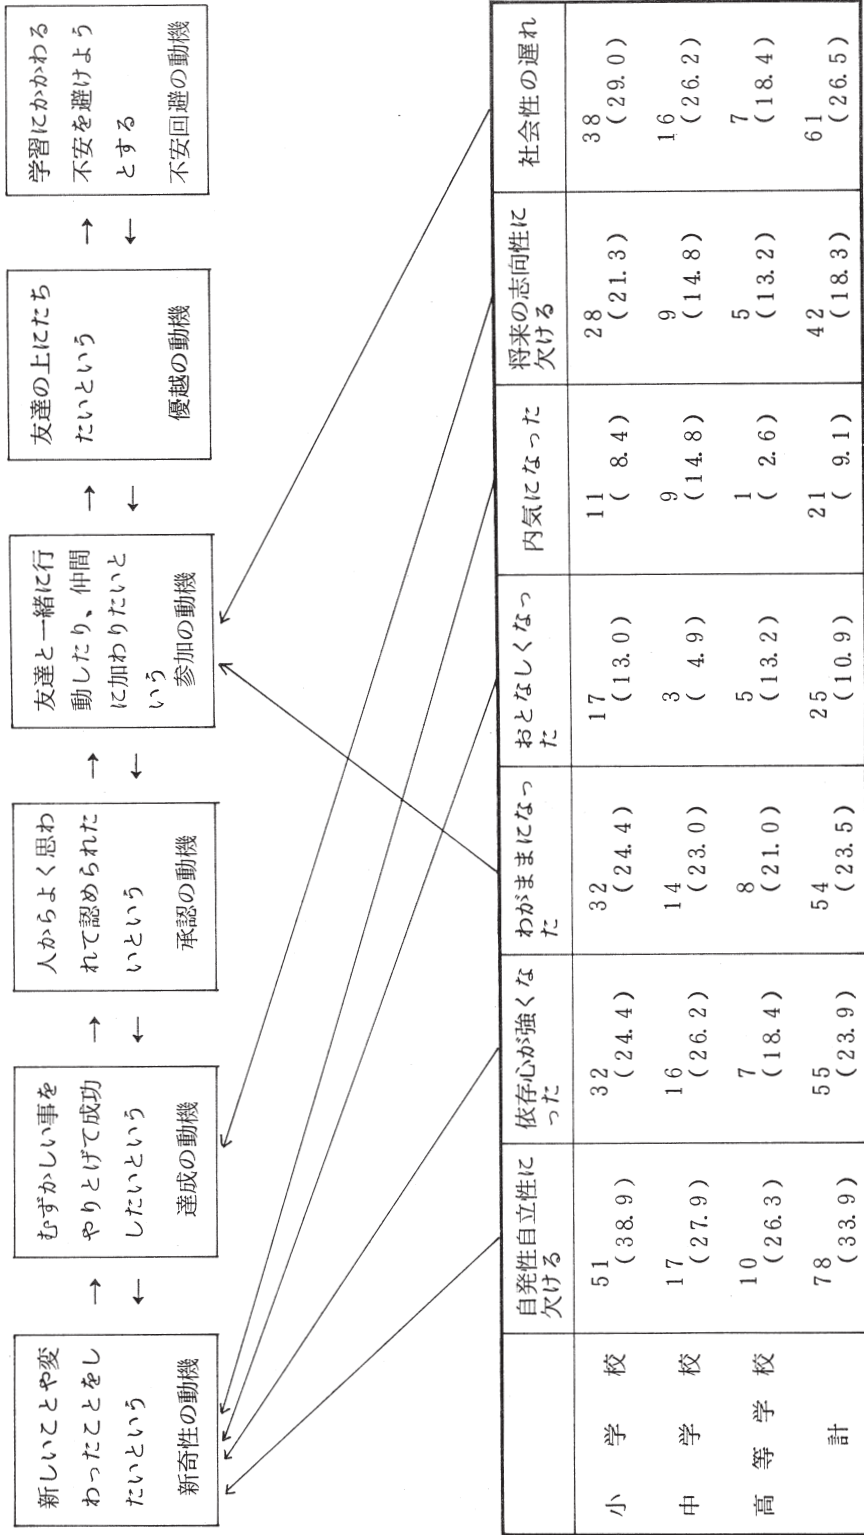 新しいことや変
わったことをし
たいという
新奇性の動機
→
←
むずかしい事を
やりとげて成功
したいという
達成の動機
→
←
人からよく思わ
れて認められた
いという
承認の動機
→
←
友達と一緒に行
動したり、仲間
に加わりたいと
いう
参加の動機
→
←
友達の上にたち
たいという
優越の動機
→
←
学習にかかわる
不安を避けよう
とする
不安回避の動機
自発性自立性に
欠ける
依存心が強くな
った
わがままになっ
た
おとなしくなっ
た
内気になった
将来の志向性に
欠ける
社会性の遅れ
小学校
51
(38.9)
32
(24.4)
32
(24.4)
17
(13.0)
11
( 8.4)
28
(21.3)
38
(29.0)
中学校
17
(27.9)
16
(26.2)
14
(23.0)
3
( 4.9)
9
(14.8)
9
(14.8)
16
(26.2)
高等学校
10
(26.3)
7
(18.4)
8
(21.0)
5
(13.2)
1
( 2.6)
5
(13.2)
7
(18.4)
計
78
(33.9)
55
(23.9)
54
(23.5)
25
(10.9)
21
( 9.1)
42
(18.3)
61
(26.5)